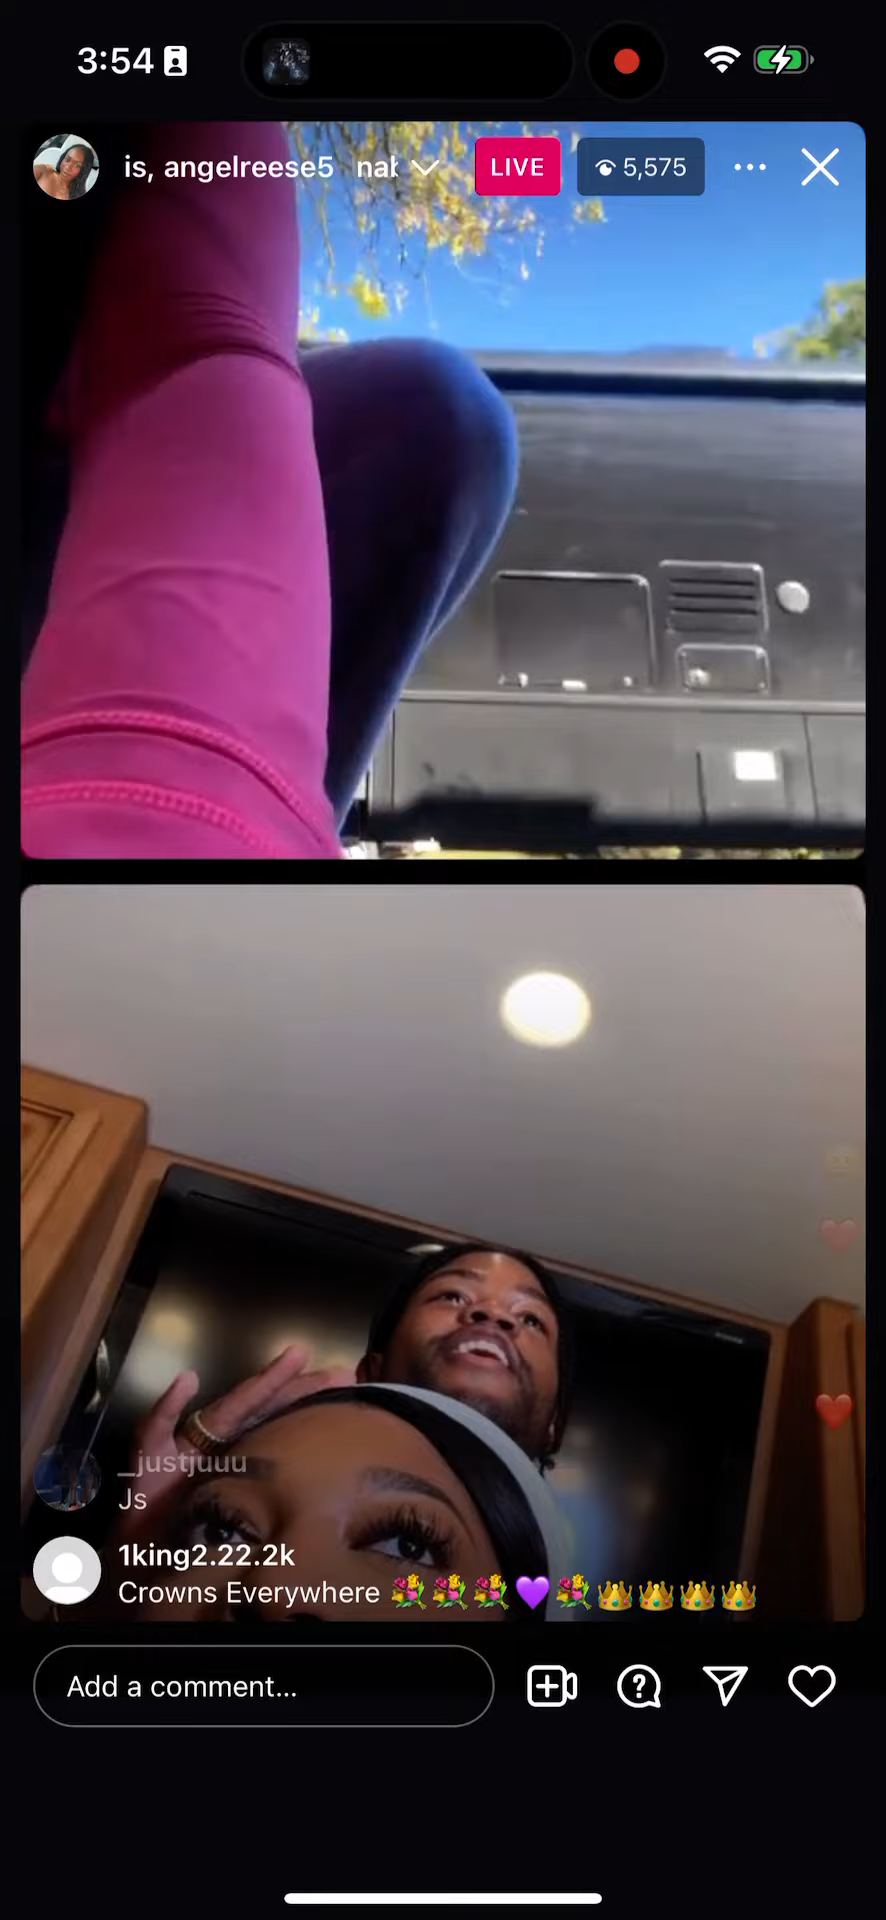 3:54
is, angelreese5 nal
LIVE
5,575
_justjuuu
Js
1king2.22.2k
Crowns Everywhere 💐💐💐💜💐👑👑👑👑
Add a comment...